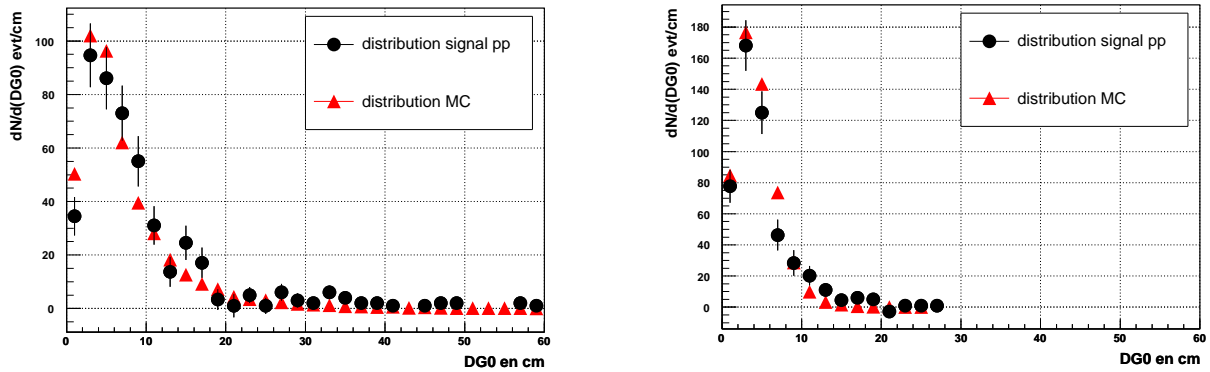 dN/d(DG0) evt/cm
100
80
60
40
20
0
distribution signal pp
distribution MC
0 10 20 30 40 50 60
DG0 en cm
dN/d(DG0) evt/cm
180
160
140
120
100
80
60
40
20
0
distribution signal pp
distribution MC
0 10 20 30 40 50 60
DG0 en cm